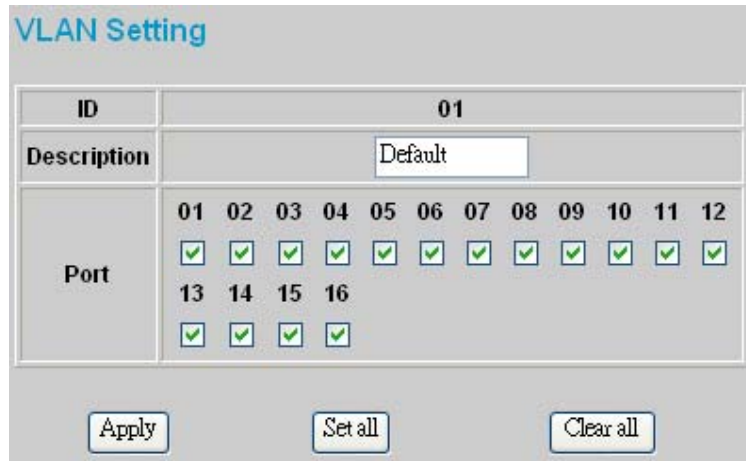 VLAN Setting
ID 01
Description Default
Port
01 02 03 04 05 06 07 08 09 10 11 12
13 14 15 16
Apply Set all Clear all